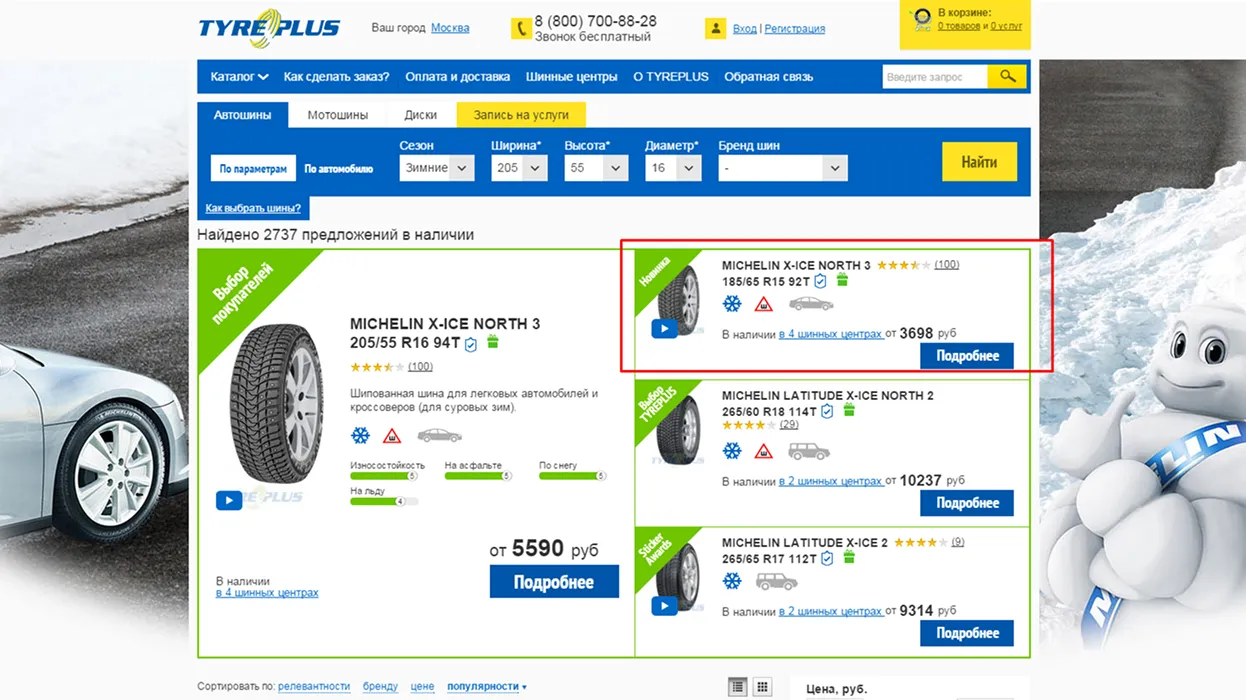 TYREPLUS
Ваш город Москва
8 (800) 700-88-28
Звонок бесплатный
Вход | Регистрация
В корзине:
0 товаров и 0 услуг
Каталог Как сделать заказ? Оплата и доставка Шинные центры О TYREPLUS Обратная связь
Введите запрос
Автошины Мотошины Диски Запись на услуги
Сезон Ширина* Высота* Диаметр* Бренд шин
По параметрам По автомобилю Зимние 205 55 16 - Найти
Как выбрать шины?
Найдено 2737 предложений в наличии
Выбор
покупателей
MICHELIN X-ICE NORTH 3
205/55 R16 94T
(100)
Шипованная шина для легковых автомобилей и
кроссоверов (для суровых зим).
Износостойкость На асфальте По снегу
5 5 5
На льду
4
TYREPLUS
от 5590 руб
Подробнее
В наличии
в 4 шинных центрах
Новинка
MICHELIN X-ICE NORTH 3 (100)
185/65 R15 92T
В наличии в 4 шинных центрах от 3698 руб
Подробнее
Выбор
TYREPLUS
MICHELIN LATITUDE X-ICE NORTH 2
265/60 R18 114T
(29)
TYREPLUS
В наличии в 2 шинных центрах от 10237 руб
Подробнее
Sticker
Awards
MICHELIN LATITUDE X-ICE 2 (9)
265/65 R17 112T
В наличии в 2 шинных центрах от 9314 руб
Подробнее
Сортировать по: релевантности бренду цене популярности
Цена, руб.
LIN